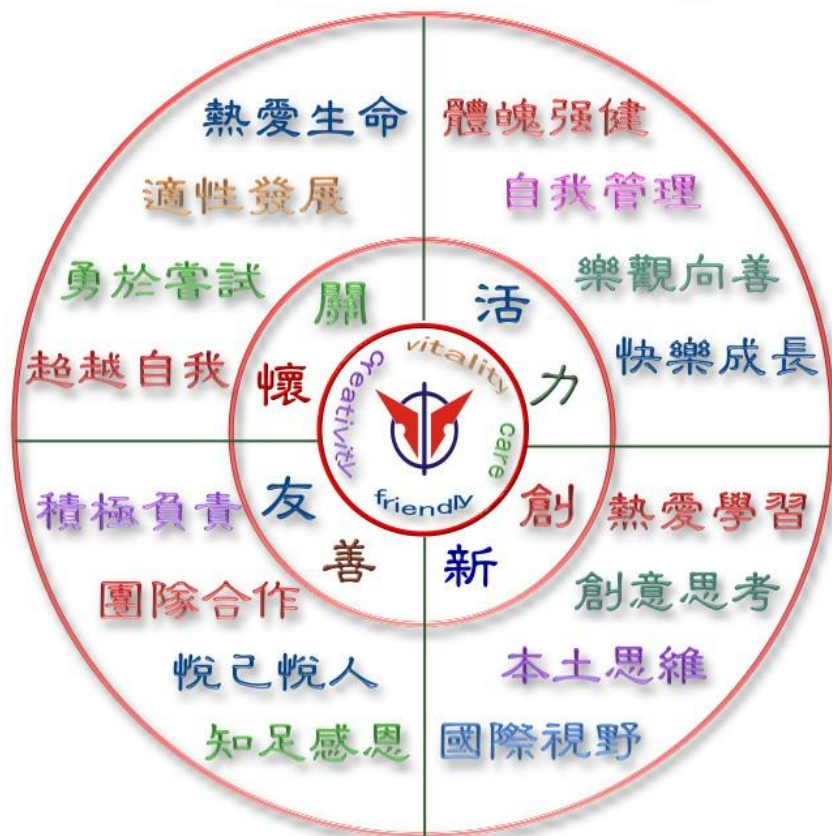 熱愛生命
適性發展
勇於嘗試
超越自我
體魄强健
自我管理
樂觀向善
快樂成長
關懷
活力
vitality
creativity
care
friendly
友善
創新
積極負責
團隊合作
悅己悅人
知足感恩
熱愛學習
創意思考
本土思維
國際視野